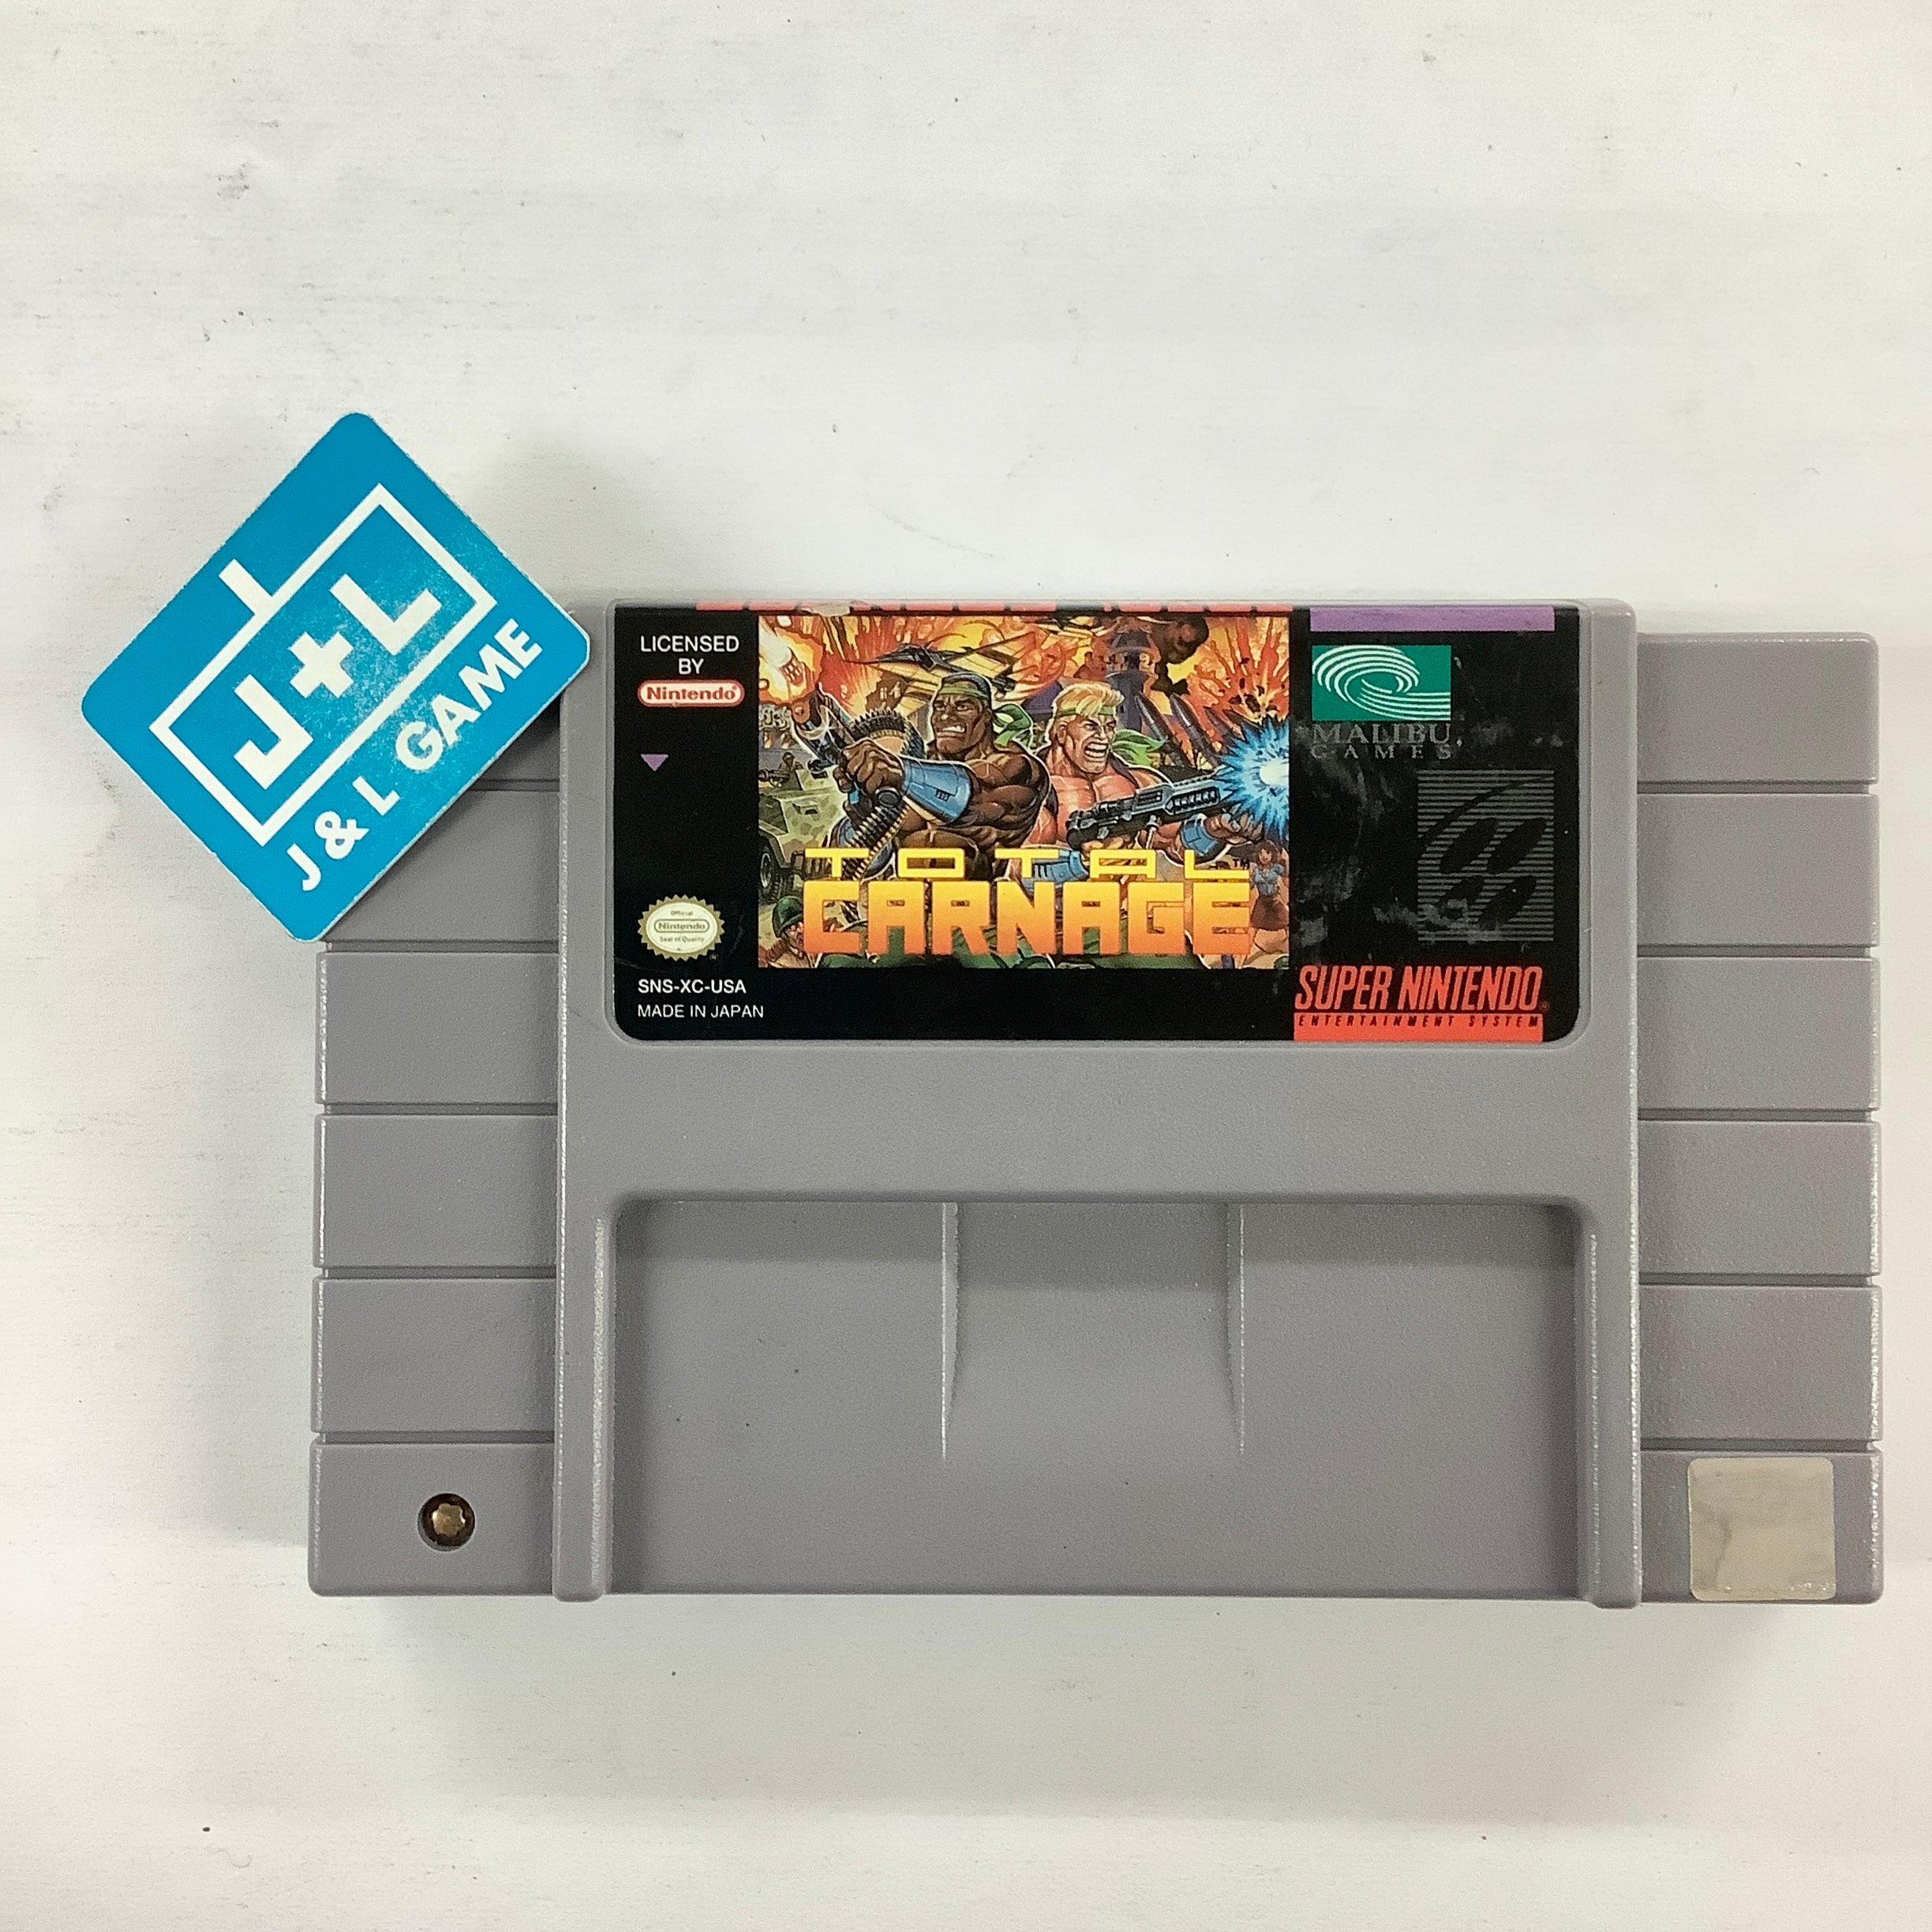 J+L
J & L GAME
LICENSED
BY
Nintendo®
MALIBU
GAMES
TOTAL™
CARNAGE
Official
Nintendo
Seal of Quality
SNS-XC-USA
MADE IN JAPAN
SUPER NINTENDO®
ENTERTAINMENT SYSTEM